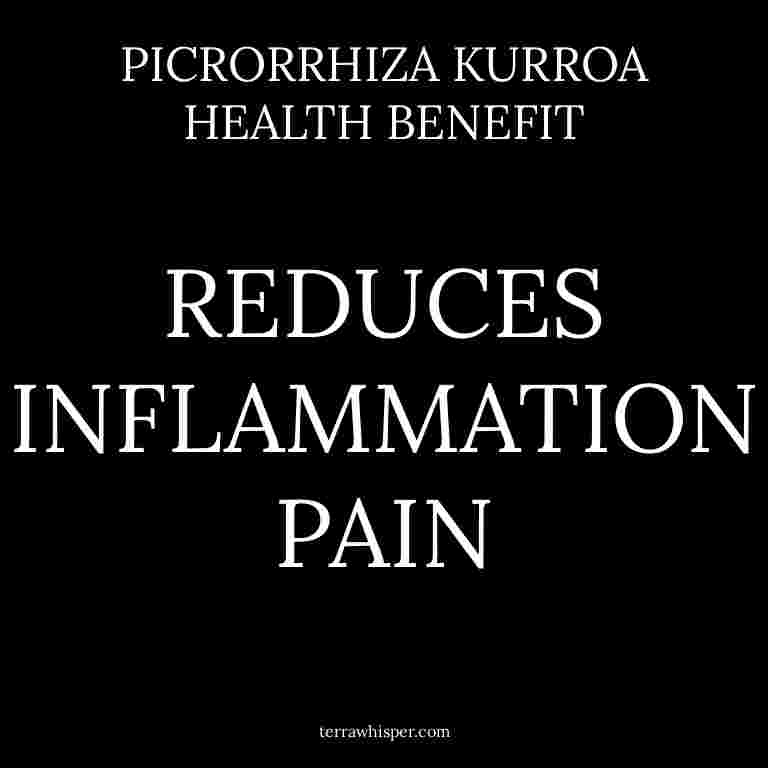 PICRORRHIZA KURROA
HEALTH BENEFIT
REDUCES
INFLAMMATION
PAIN
terrawhisper.com